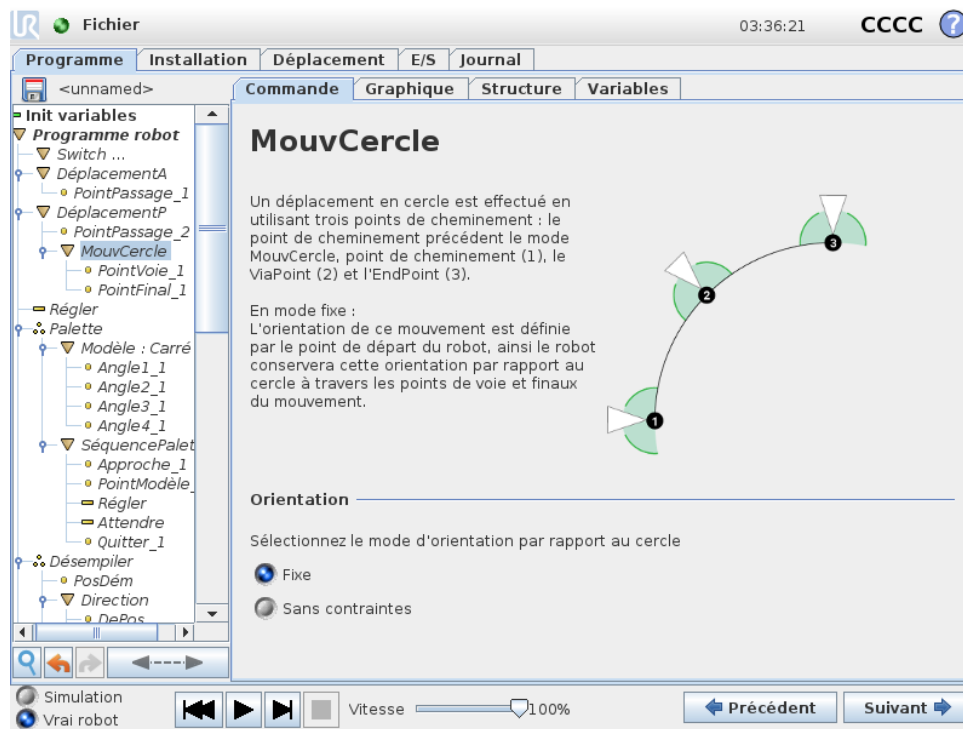 UR Fichier 03:36:21 CCCC ?
Programme Installation Déplacement E/S Journal
<unnamed>
Commande Graphique Structure Variables
Init variables
Programme robot
Switch ...
DéplacementA
PointPassage_1
DéplacementP
PointPassage_2
MouvCercle
PointVoie_1
PointFinal_1
Régler
Palette
Modèle : Carré
Angle1_1
Angle2_1
Angle3_1
Angle4_1
SéquencePalet
Approche_1
PointModèle_
Régler
Attendre
Quitter_1
Désempiler
PosDém
Direction
DePos
MouvCercle
Un déplacement en cercle est effectué en
utilisant trois points de cheminement : le
point de cheminement précédent le mode
MouvCercle, point de cheminement (1), le
ViaPoint (2) et l'EndPoint (3).
En mode fixe :
L'orientation de ce mouvement est définie
par le point de départ du robot, ainsi le robot
conservera cette orientation par rapport au
cercle à travers les points de voie et finaux
du mouvement.
3
2
1
Orientation
Sélectionnez le mode d'orientation par rapport au cercle
Fixe
Sans contraintes
Simulation
Vrai robot
Vitesse 100%
Précédent
Suivant